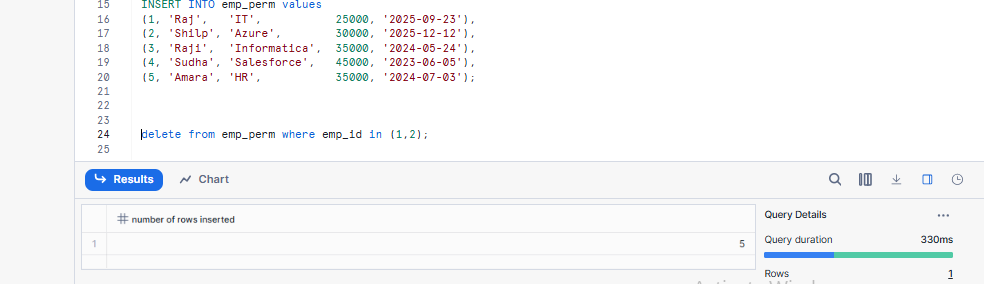 15 INSERT INTO emp_perm values
16 (1, 'Raj', 'IT', 25000, '2025-09-23'),
17 (2, 'Shilp', 'Azure', 30000, '2025-12-12'),
18 (3, 'Raji', 'Informatica', 35000, '2024-05-24'),
19 (4, 'Sudha', 'Salesforce', 45000, '2023-06-05'),
20 (5, 'Amara', 'HR', 35000, '2024-07-03');
21
22
23
24 delete from emp_perm where emp_id in (1,2);
25
Results Chart
# number of rows inserted
1 5
Query Details ...
Query duration 330ms
Rows 1